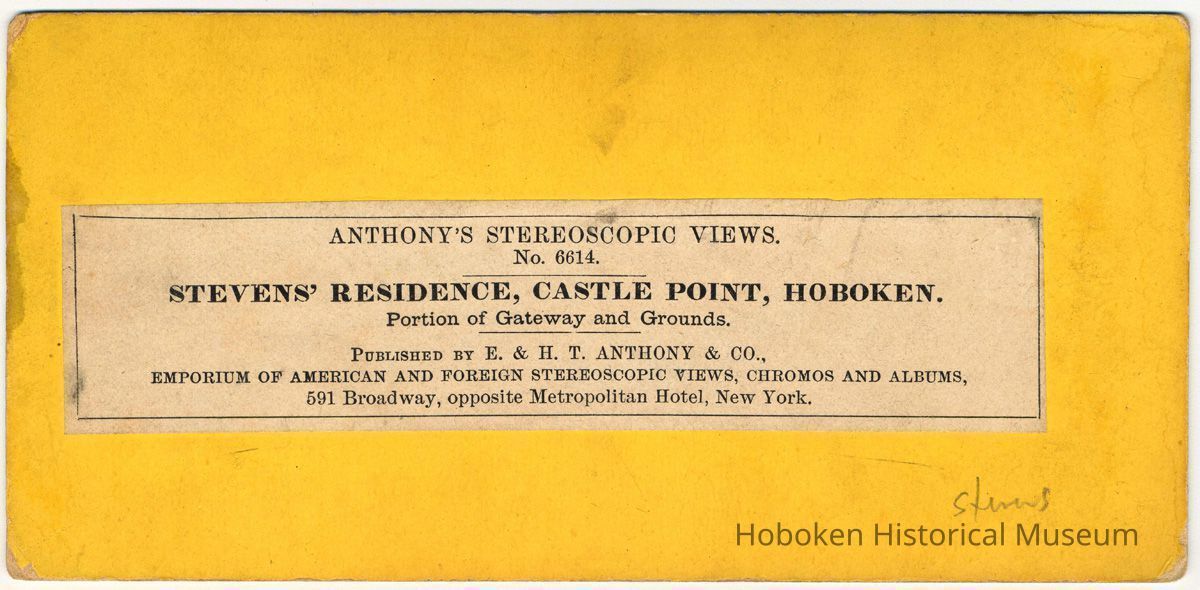 ANTHONY'S STEREOSCOPIC VIEWS.
No. 6614.
STEVENS' RESIDENCE, CASTLE POINT, HOBOKEN.
Portion of Gateway and Grounds.
PUBLISHED BY E. & H. T. ANTHONY & CO.,
EMPORIUM OF AMERICAN AND FOREIGN STEREOSCOPIC VIEWS, CHROMOS AND ALBUMS,
591 Broadway, opposite Metropolitan Hotel, New York.
Stevens
Hoboken Historical Museum